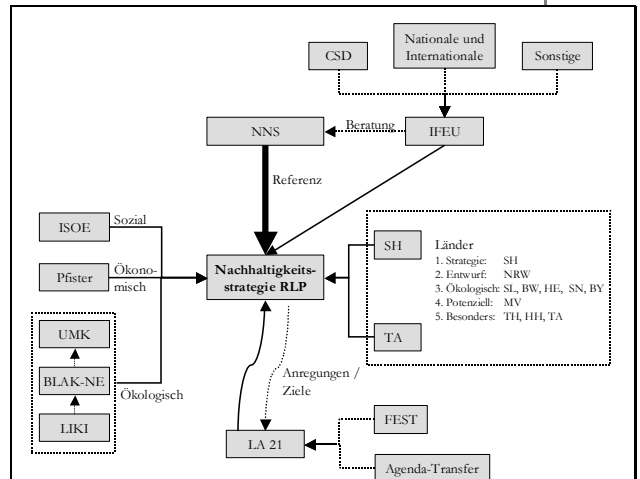 Nationale und
Internationale
CSD
Sonstige
NNS
Beratung
IFEU
Referenz
ISOE
Sozial
Pfister
Ökono-
misch
Nachhaltigkeits-
strategie RLP
SH
Länder
1. Strategie: SH
2. Entwurf: NRW
3. Ökologisch: SL, BW, HE, SN, BY
4. Potenziell: MV
5. Besonders: TH, HH, TA
TA
UMK
BLAK-NE
Ökologisch
LIKI
Anregungen /
Ziele
LA 21
FEST
Agenda-Transfer